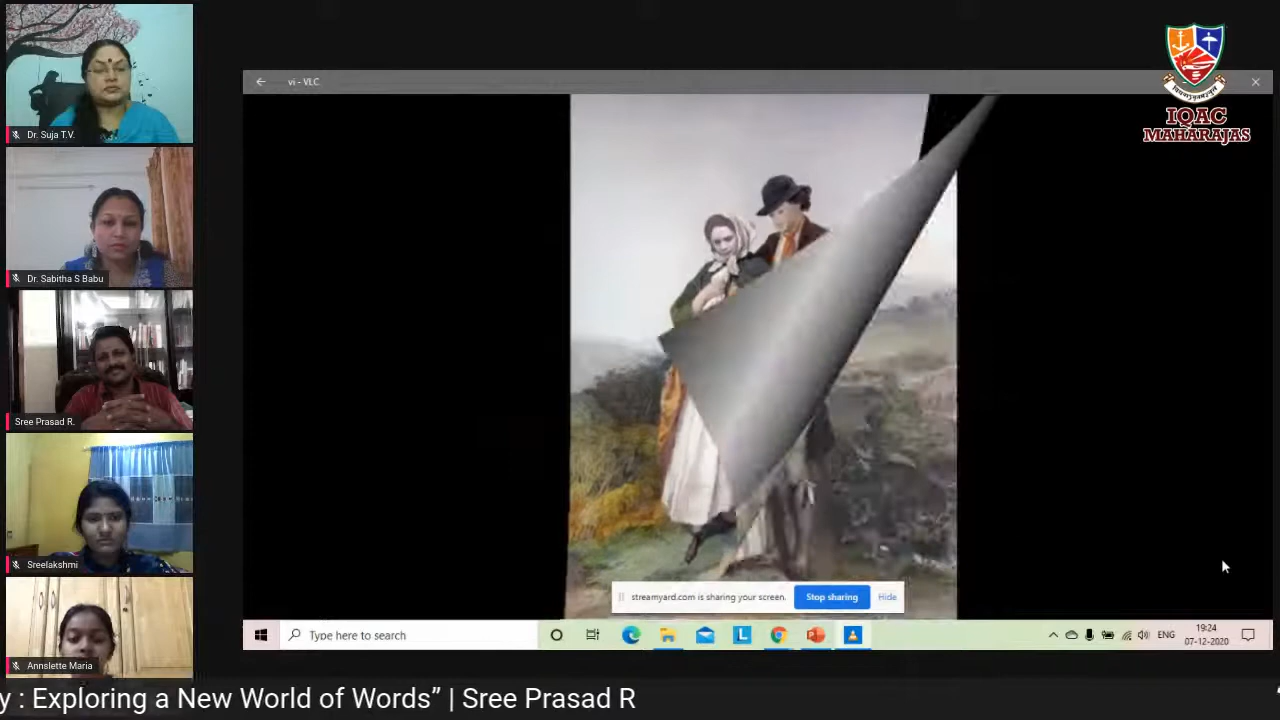 Dr. Suja T.V.
Dr. Sabitha S Babu
Sree Prasad R.
Sreelakshmi
Annslette Maria
vi - VLC
IQAC
MAHARAJAS
streamyard.com is sharing your screen.
Stop sharing
Hide
Type here to search
L
ENG
19:24
07-12-2020
y : Exploring a New World of Words” | Sree Prasad R